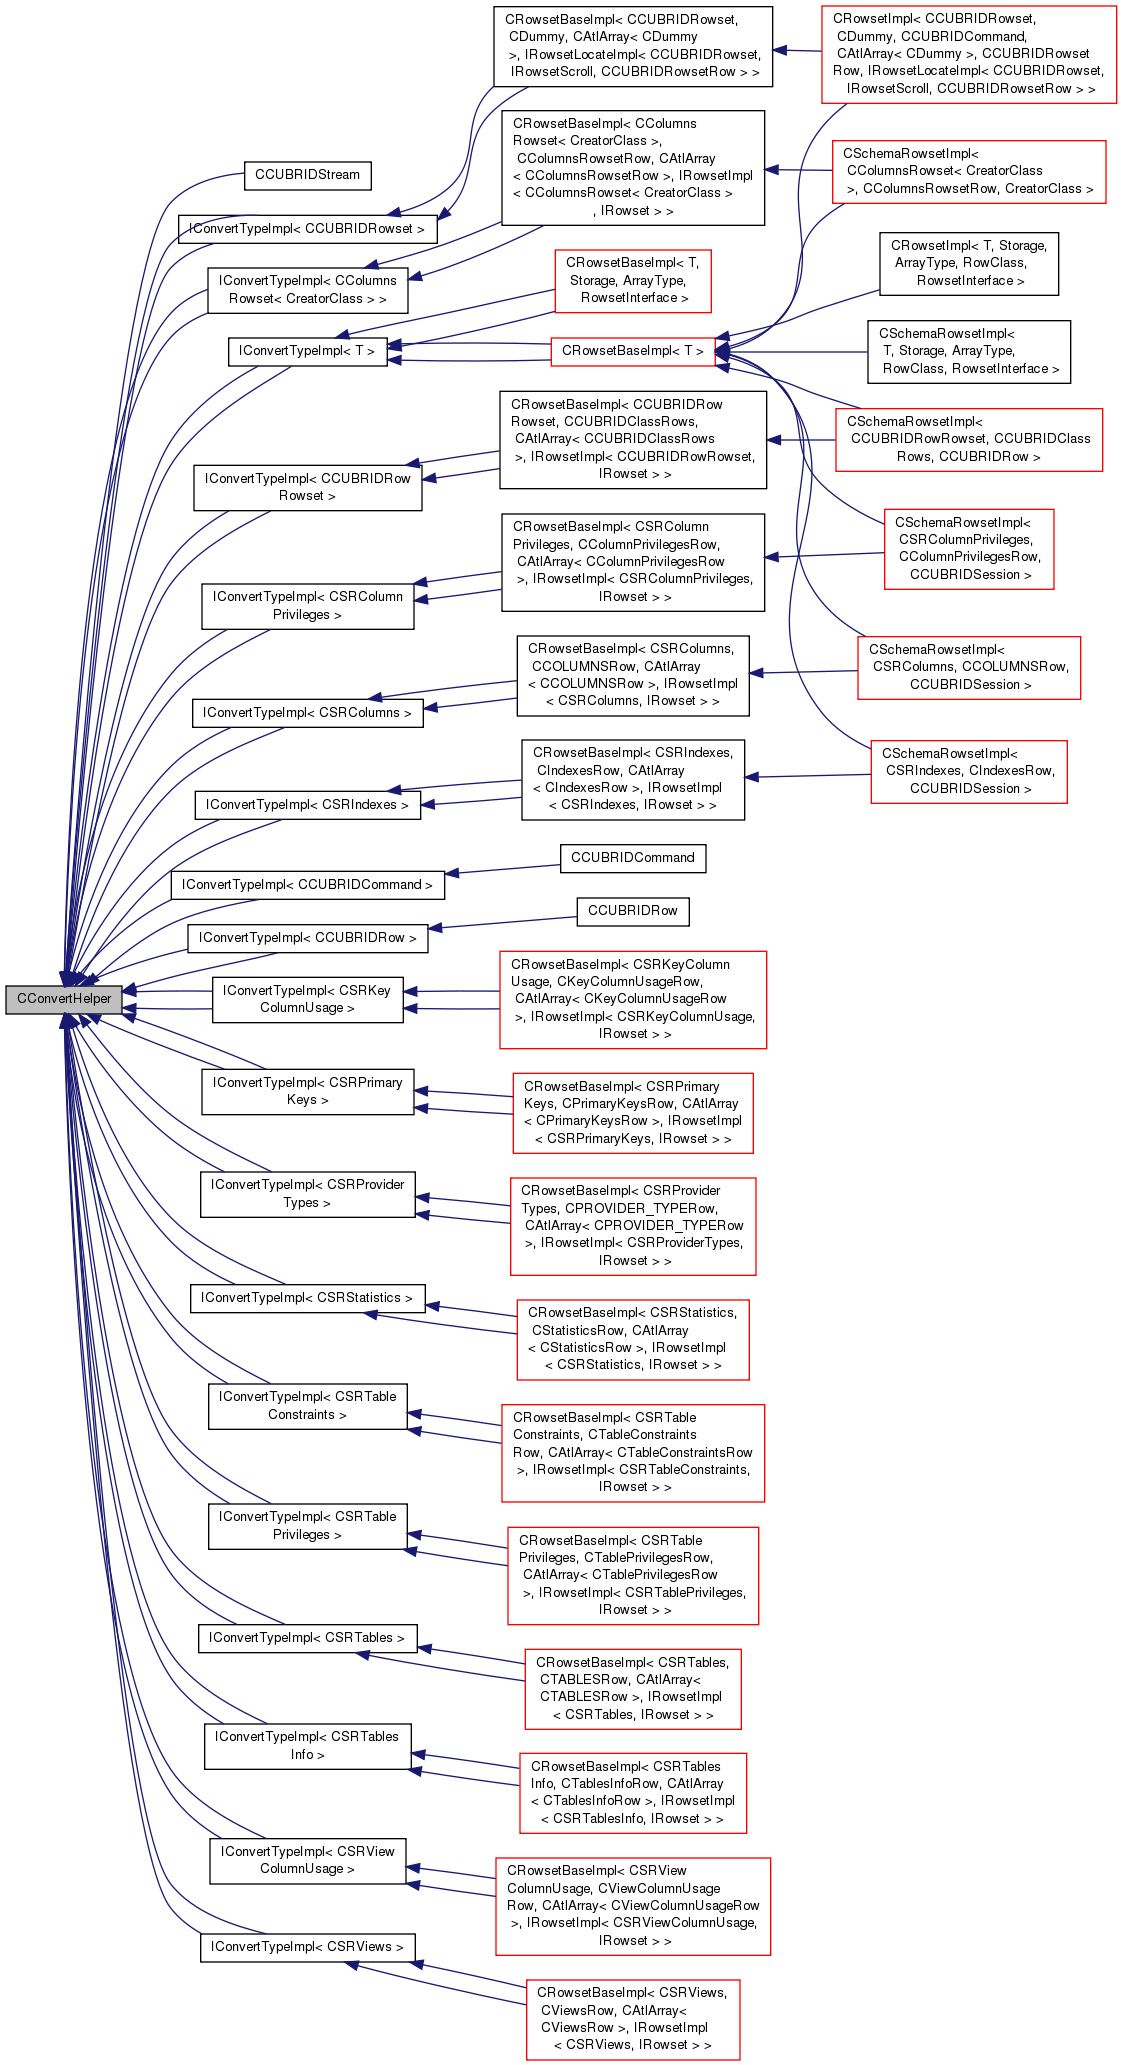 CConvertHelper
CCUBRIDStream
IConvertTypeImpl< CCUBRIDRowset >
IConvertTypeImpl< CColumns
Rowset< CreatorClass > >
IConvertTypeImpl< T >
IConvertTypeImpl< CCUBRIDRow
Rowset >
IConvertTypeImpl< CSRColumn
Privileges >
IConvertTypeImpl< CSRColumns >
IConvertTypeImpl< CSRIndexes >
IConvertTypeImpl< CCUBRIDCommand >
IConvertTypeImpl< CCUBRIDRow >
IConvertTypeImpl< CSRKey
ColumnUsage >
IConvertTypeImpl< CSRPrimary
Keys >
IConvertTypeImpl< CSRProvider
Types >
IConvertTypeImpl< CSRStatistics >
IConvertTypeImpl< CSRTable
Constraints >
IConvertTypeImpl< CSRTable
Privileges >
IConvertTypeImpl< CSRTables >
IConvertTypeImpl< CSRTables
Info >
IConvertTypeImpl< CSRView
ColumnUsage >
IConvertTypeImpl< CSRViews >
CRowsetBaseImpl< CCUBRIDRowset,
CDummy, CAtlArray< CDummy
>, IRowsetLocateImpl< CCUBRIDRowset,
IRowsetScroll, CCUBRIDRowsetRow > >
CRowsetBaseImpl< CColumns
Rowset< CreatorClass >,
CColumnsRowsetRow, CAtlArray
< CColumnsRowsetRow >, IRowsetImpl
< CColumnsRowset< CreatorClass >
, IRowset > >
CRowsetBaseImpl< T,
Storage, ArrayType,
RowsetInterface >
CRowsetBaseImpl< T >
CRowsetBaseImpl< CCUBRIDRow
Rowset, CCUBRIDClassRows,
CAtlArray< CCUBRIDClassRows
>, IRowsetImpl< CCUBRIDRowRowset,
IRowset > >
CRowsetBaseImpl< CSRColumn
Privileges, CColumnPrivilegesRow,
CAtlArray< CColumnPrivilegesRow
>, IRowsetImpl< CSRColumnPrivileges,
IRowset > >
CRowsetBaseImpl< CSRColumns,
CCOLUMNSRow, CAtlArray
< CCOLUMNSRow >, IRowsetImpl
< CSRColumns, IRowset > >
CRowsetBaseImpl< CSRIndexes,
CIndexesRow, CAtlArray
< CIndexesRow >, IRowsetImpl
< CSRIndexes, IRowset > >
CCUBRIDCommand
CCUBRIDRow
CRowsetBaseImpl< CSRKeyColumn
Usage, CKeyColumnUsageRow,
CAtlArray< CKeyColumnUsageRow
>, IRowsetImpl< CSRKeyColumnUsage,
IRowset > >
CRowsetBaseImpl< CSRPrimary
Keys, CPrimaryKeysRow, CAtlArray
< CPrimaryKeysRow >, IRowsetImpl
< CSRPrimaryKeys, IRowset > >
CRowsetBaseImpl< CSRProvider
Types, CPROVIDER_TYPERow,
CAtlArray< CPROVIDER_TYPERow
>, IRowsetImpl< CSRProviderTypes,
IRowset > >
CRowsetBaseImpl< CSRStatistics,
CStatisticsRow, CAtlArray
< CStatisticsRow >, IRowsetImpl
< CSRStatistics, IRowset > >
CRowsetBaseImpl< CSRTable
Constraints, CTableConstraints
Row, CAtlArray< CTableConstraintsRow
>, IRowsetImpl< CSRTableConstraints,
IRowset > >
CRowsetBaseImpl< CSRTable
Privileges, CTablePrivilegesRow,
CAtlArray< CTablePrivilegesRow
>, IRowsetImpl< CSRTablePrivileges,
IRowset > >
CRowsetBaseImpl< CSRTables,
CTABLESRow, CAtlArray<
CTABLESRow >, IRowsetImpl
< CSRTables, IRowset > >
CRowsetBaseImpl< CSRTables
Info, CTablesInfoRow, CAtlArray
< CTablesInfoRow >, IRowsetImpl
< CSRTablesInfo, IRowset > >
CRowsetBaseImpl< CSRView
ColumnUsage, CViewColumnUsage
Row, CAtlArray< CViewColumnUsageRow
>, IRowsetImpl< CSRViewColumnUsage,
IRowset > >
CRowsetBaseImpl< CSRViews,
CViewsRow, CAtlArray<
CViewsRow >, IRowsetImpl
< CSRViews, IRowset > >
CRowsetImpl< CCUBRIDRowset,
CDummy, CCUBRIDCommand,
CAtlArray< CDummy >, CCUBRIDRowset
Row, IRowsetLocateImpl< CCUBRIDRowset,
IRowsetScroll, CCUBRIDRowsetRow > >
CSchemaRowsetImpl<
CColumnsRowset< CreatorClass
>, CColumnsRowsetRow, CreatorClass >
CRowsetImpl< T, Storage,
ArrayType, RowClass,
RowsetInterface >
CSchemaRowsetImpl<
T, Storage, ArrayType,
RowClass, RowsetInterface >
CSchemaRowsetImpl<
CCUBRIDRowRowset, CCUBRIDClass
Rows, CCUBRIDRow >
CSchemaRowsetImpl<
CSRColumnPrivileges,
CColumnPrivilegesRow,
CCUBRIDSession >
CSchemaRowsetImpl<
CSRColumns, CCOLUMNSRow,
CCUBRIDSession >
CSchemaRowsetImpl<
CSRIndexes, CIndexesRow,
CCUBRIDSession >